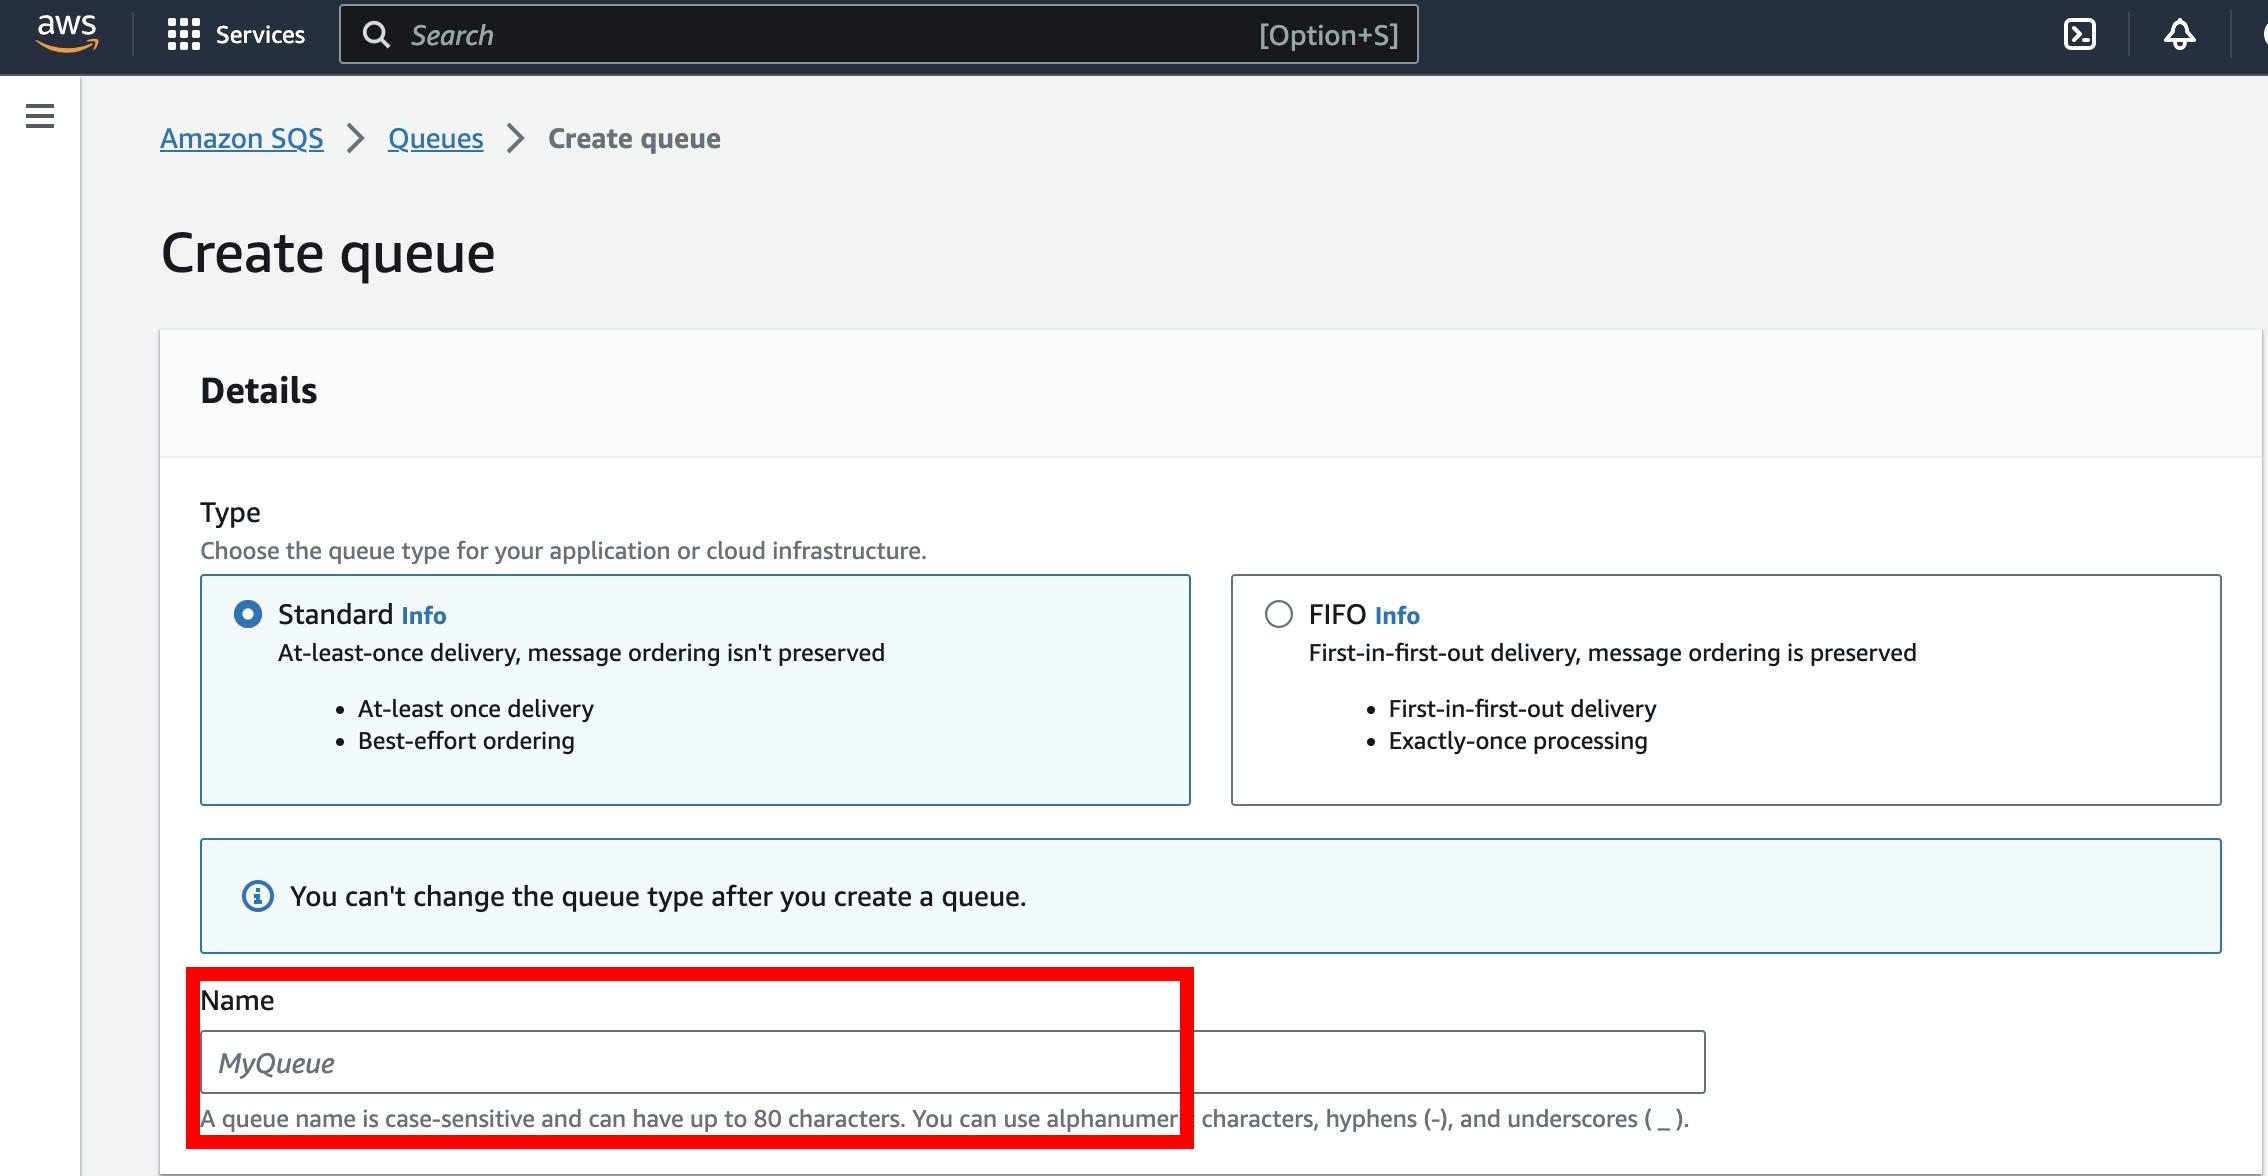 aws Services Search [Option+S]
Amazon SQS > Queues > Create queue
Create queue
Details
Type
Choose the queue type for your application or cloud infrastructure.
Standard Info
At-least-once delivery, message ordering isn't preserved
• At-least once delivery
• Best-effort ordering
FIFO Info
First-in-first-out delivery, message ordering is preserved
• First-in-first-out delivery
• Exactly-once processing
You can't change the queue type after you create a queue.
Name
MyQueue
A queue name is case-sensitive and can have up to 80 characters. You can use alphanumeric characters, hyphens (-), and underscores ( _ ).